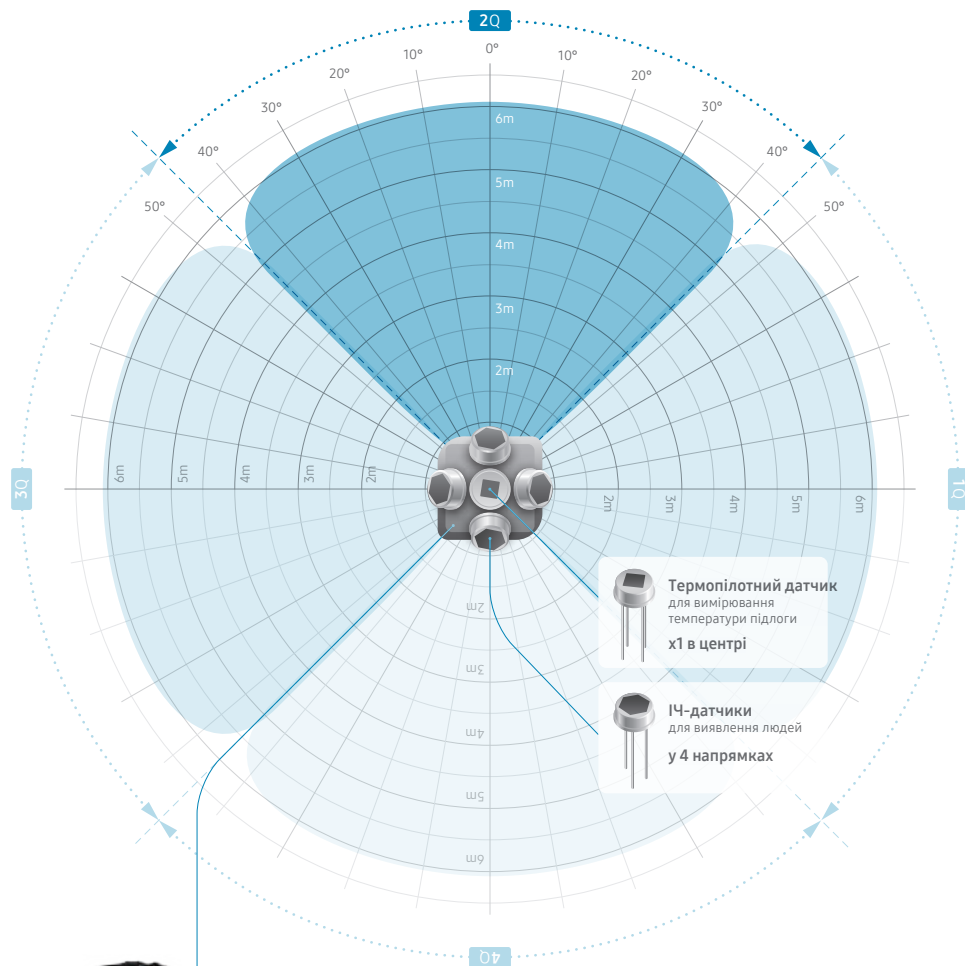 2Q
0°
10°
10°
20°
20°
30°
30°
40°
40°
50°
50°
6m
5m
4m
3m
2m
3Q
6m
5m
4m
3m
2m
2m
3m
4m
5m
6m
1Q
Термопілотний датчик
для вимірювання
температури підлоги
x1 в центрі
ІЧ-датчики
для виявлення людей
у 4 напрямках
2m
3m
4m
5m
6m
4Q